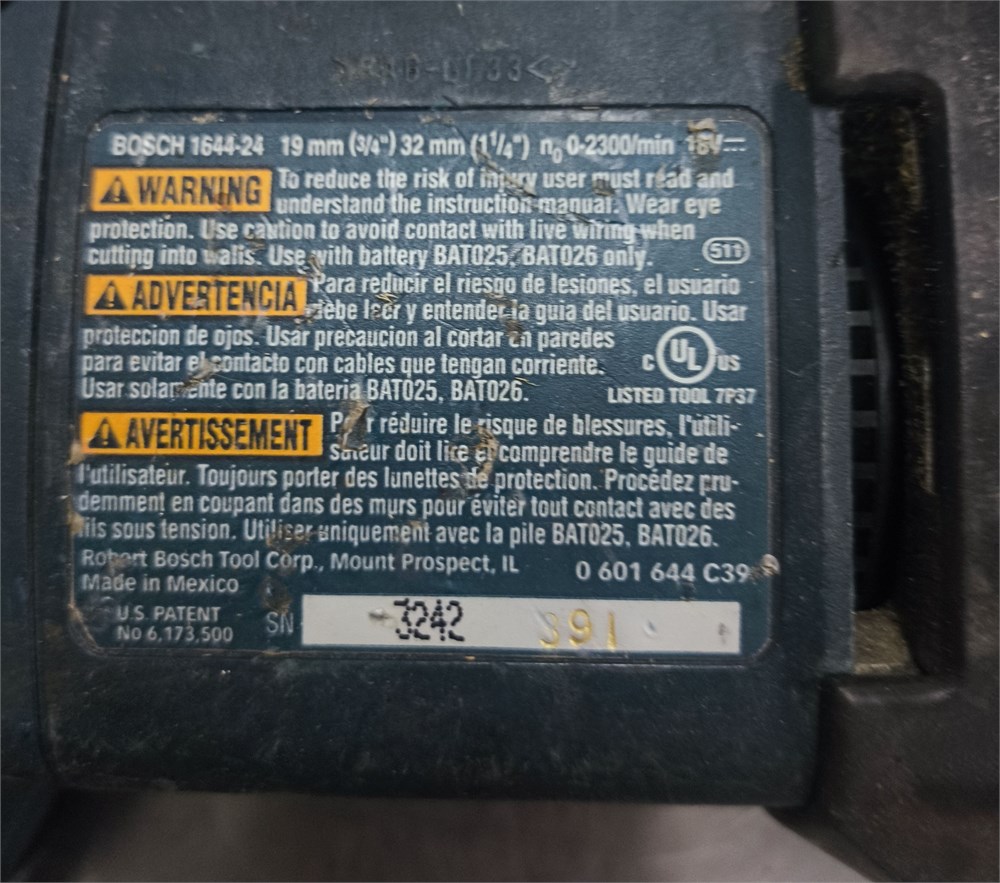 BOSCH 1644-24 19 mm (3/4") 32 mm (1 1/4") n0 0-2300/min 18V
WARNING To reduce the risk of injury user must read and
understand the instruction manual. Wear eye
protection. Use caution to avoid contact with live wiring when
cutting into walls. Use with battery BAT025, BAT026 only.
511
ADVERTENCIA Para reducir el riesgo de lesiones, el usuario
debe leer y entender la guia del usuario. Usar
proteccion de ojos. Usar precaucion al cortar en paredes
para evitar el contacto con cables que tengan corriente.
Usar solamente con la bateria BAT025, BAT026.
C UL US
LISTED TOOL 7P37
AVERTISSEMENT Pour réduire le risque de blessures, l'utili-
sateur doit lire et comprendre le guide de
l'utilisateur. Toujours porter des lunettes de protection. Procédez pru-
demment en coupant dans des murs pour éviter tout contact avec des
fils sous tension. Utiliser uniquement avec la pile BAT025, BAT026.
Robert Bosch Tool Corp., Mount Prospect, IL
0 601 644 C39
Made in Mexico
U.S. PATENT
No 6,173,500
SN 3242 391